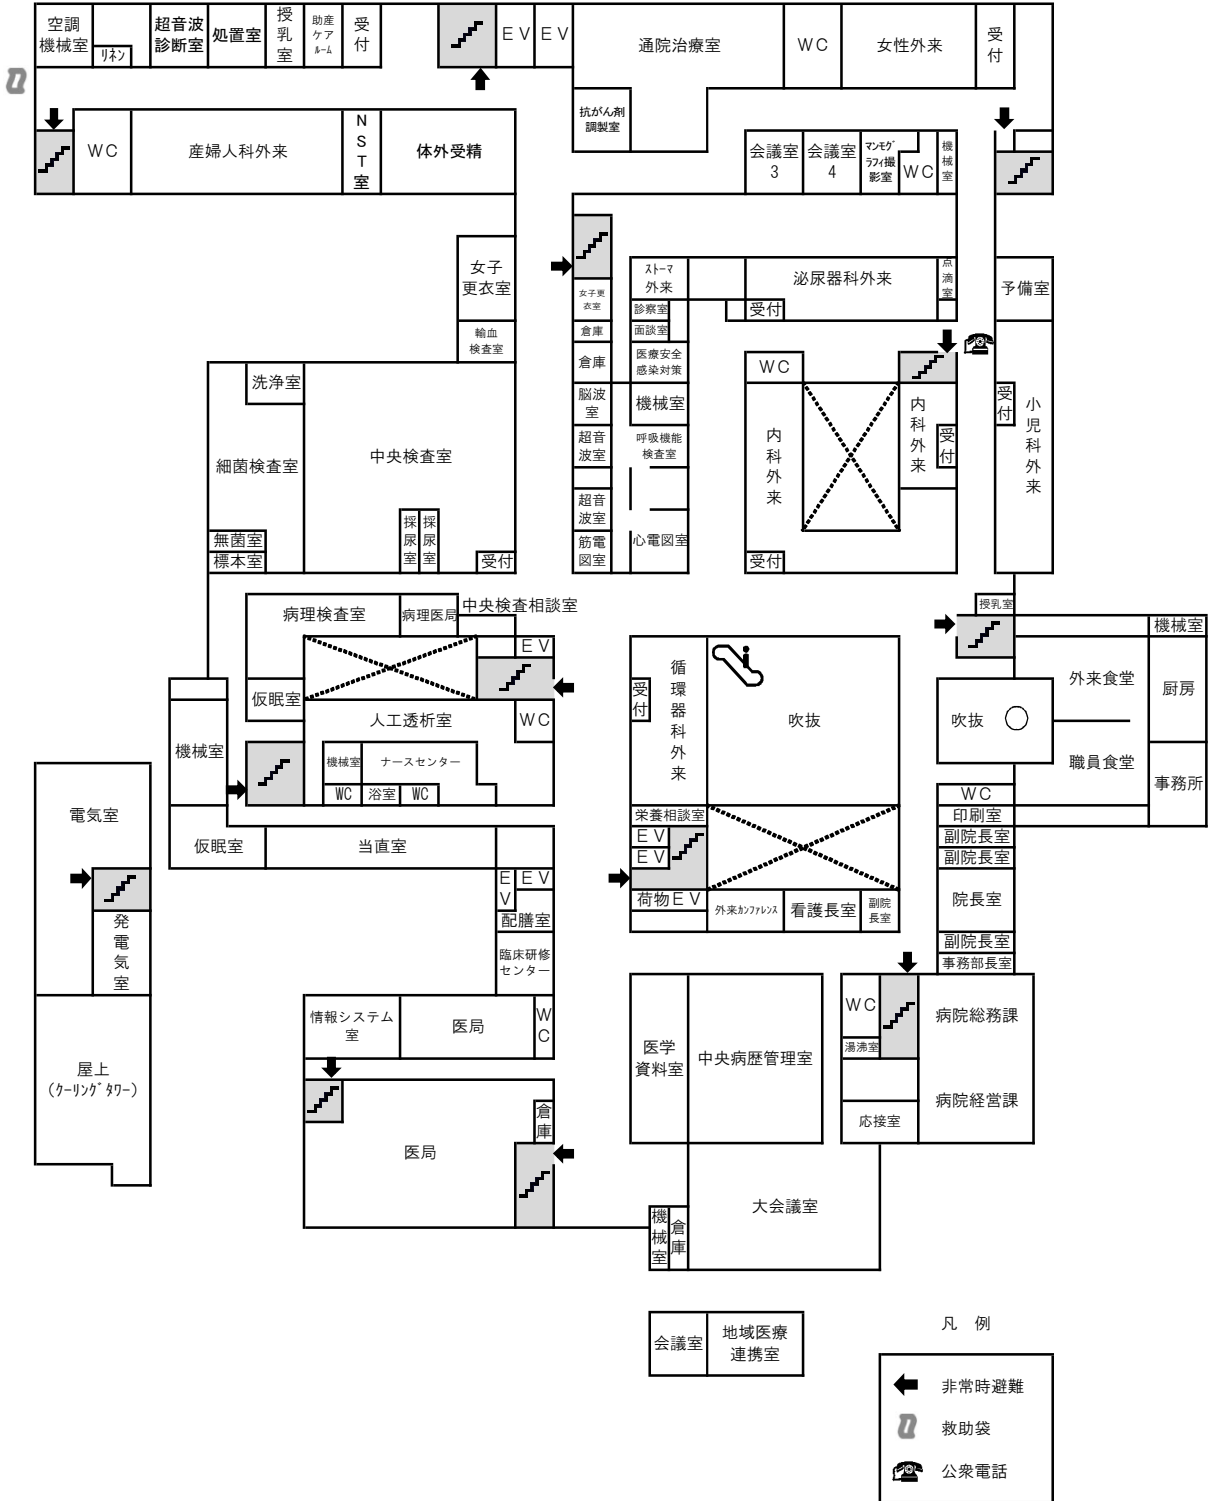 空調
機械室
ﾘﾈﾝ
超音波
診断室
処置室
授
乳
室
助産
ケア
ﾙｰﾑ
受
付
ＥＶ
ＥＶ
通院治療室
ＷＣ
女性外来
受
付
抗がん剤
調製室
ＷＣ
産婦人科外来
Ｎ
Ｓ
Ｔ
室
体外受精
会議室
3
会議室
4
ﾏﾝﾓｸﾞ
ﾗﾌｨ撮
影室
ＷＣ
機
械
室
女子
更衣室
輸血
検査室
女子更
衣室
倉庫
倉庫
脳波
室
超音
波室
超音
波室
筋電
図室
ｽﾄｰﾏ
外来
診察室
面談室
医療安全
感染対策
機械室
呼吸機能
検査室
心電図室
泌尿器科外来
点
滴
室
受付
予備室
ＷＣ
内
科
外
来
受付
内
科
外
来
受
付
受
付
小
児
科
外
来
洗浄室
細菌検査室
中央検査室
無菌室
標本室
採
尿
室
採
尿
室
受付
病理検査室
病理医局
中央検査相談室
ＥＶ
仮眠室
人工透析室
ＷＣ
機械室
機械室
ナースセンター
WC
浴室
WC
仮眠室
当直室
Ｅ
Ｖ
ＥＶ
配膳室
臨床研修
センター
循
環
器
科
外
来
受
付
吹抜
栄養相談室
ＥＶ
ＥＶ
荷物ＥＶ
外来ｶﾝﾌｧﾚﾝｽ
看護長室
副院
長室
授乳室
機械室
外来食堂
厨房
吹抜
職員食堂
事務所
ＷＣ
印刷室
副院長室
副院長室
院長室
副院長室
事務部長室
電気室
発
電
気
室
屋上
（ｸｰﾘﾝｸﾞﾀﾜｰ）
情報システム
室
医局
Ｗ
Ｃ
医局
倉
庫
医学
資料室
中央病歴管理室
ＷＣ
湯沸室
病院総務課
病院経営課
応接室
大会議室
機
械
室
倉
庫
会議室
地域医療
連携室
凡　例
非常時避難
救助袋
公衆電話